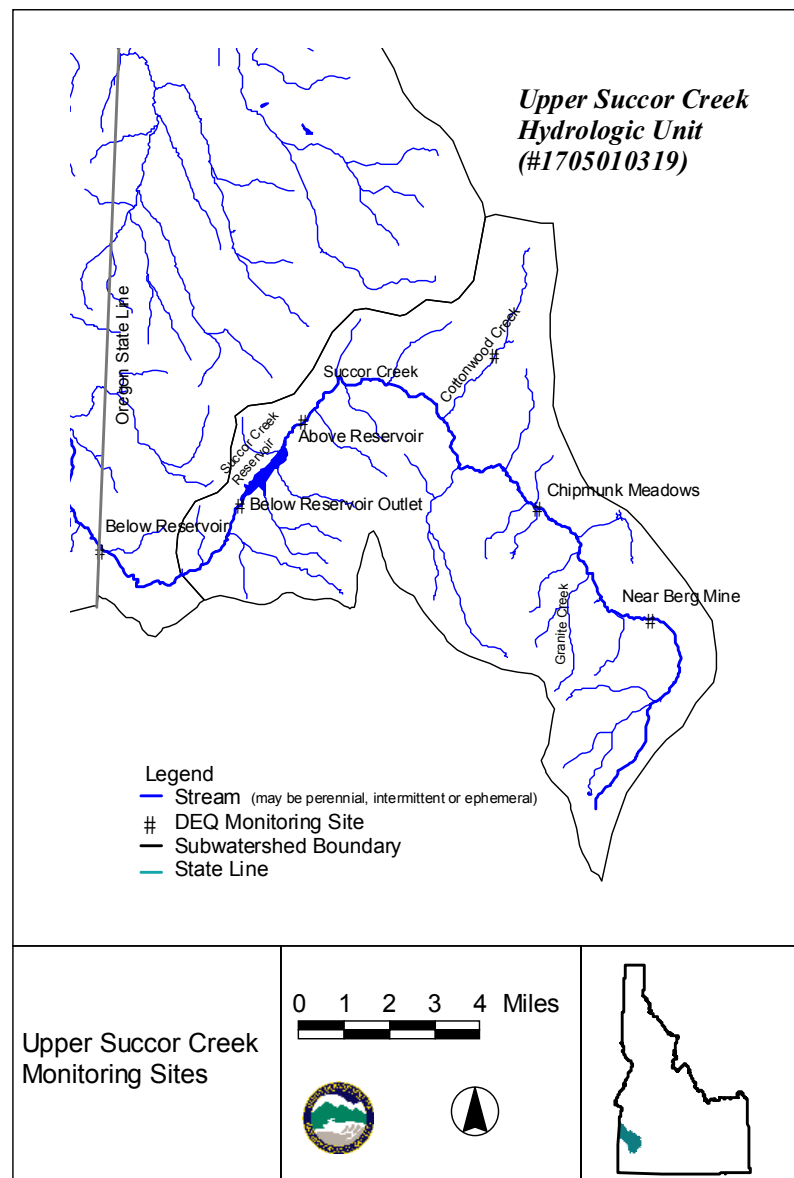 Upper Succor Creek
Hydrologic Unit
(#1705010319)
Oregon State Line
Cottonwood Creek
Succor Creek
Succor Creek
Reservoir
# Above Reservoir
# Chipmunk Meadows
# Below Reservoir Outlet
Below Reservoir
#
Near Berg Mine
#
Granite Creek
#
Legend
Stream (may be perennial, intermittent or ephemeral)
# DEQ Monitoring Site
Subwatershed Boundary
State Line
Upper Succor Creek
Monitoring Sites
0 1 2 3 4 Miles